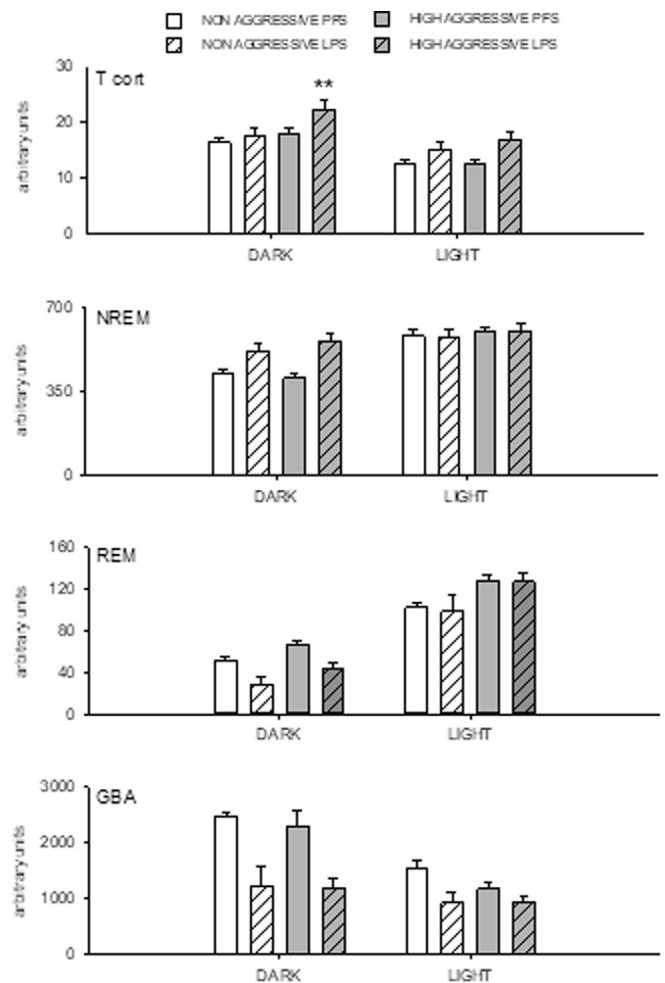 NON AGGRESSIVE PFS HIGH AGGRESSIVE PFS
NON AGGRESSIVE LPS HIGH AGGRESSIVE LPS
30
T cort
**
20
arbitrary units
10
0
DARK LIGHT
700
NREM
arbitrary units
350
0
DARK LIGHT
160
REM
120
arbitrary units
80
40
0
DARK LIGHT
3000
GBA
2000
arbitrary units
1000
0
DARK LIGHT